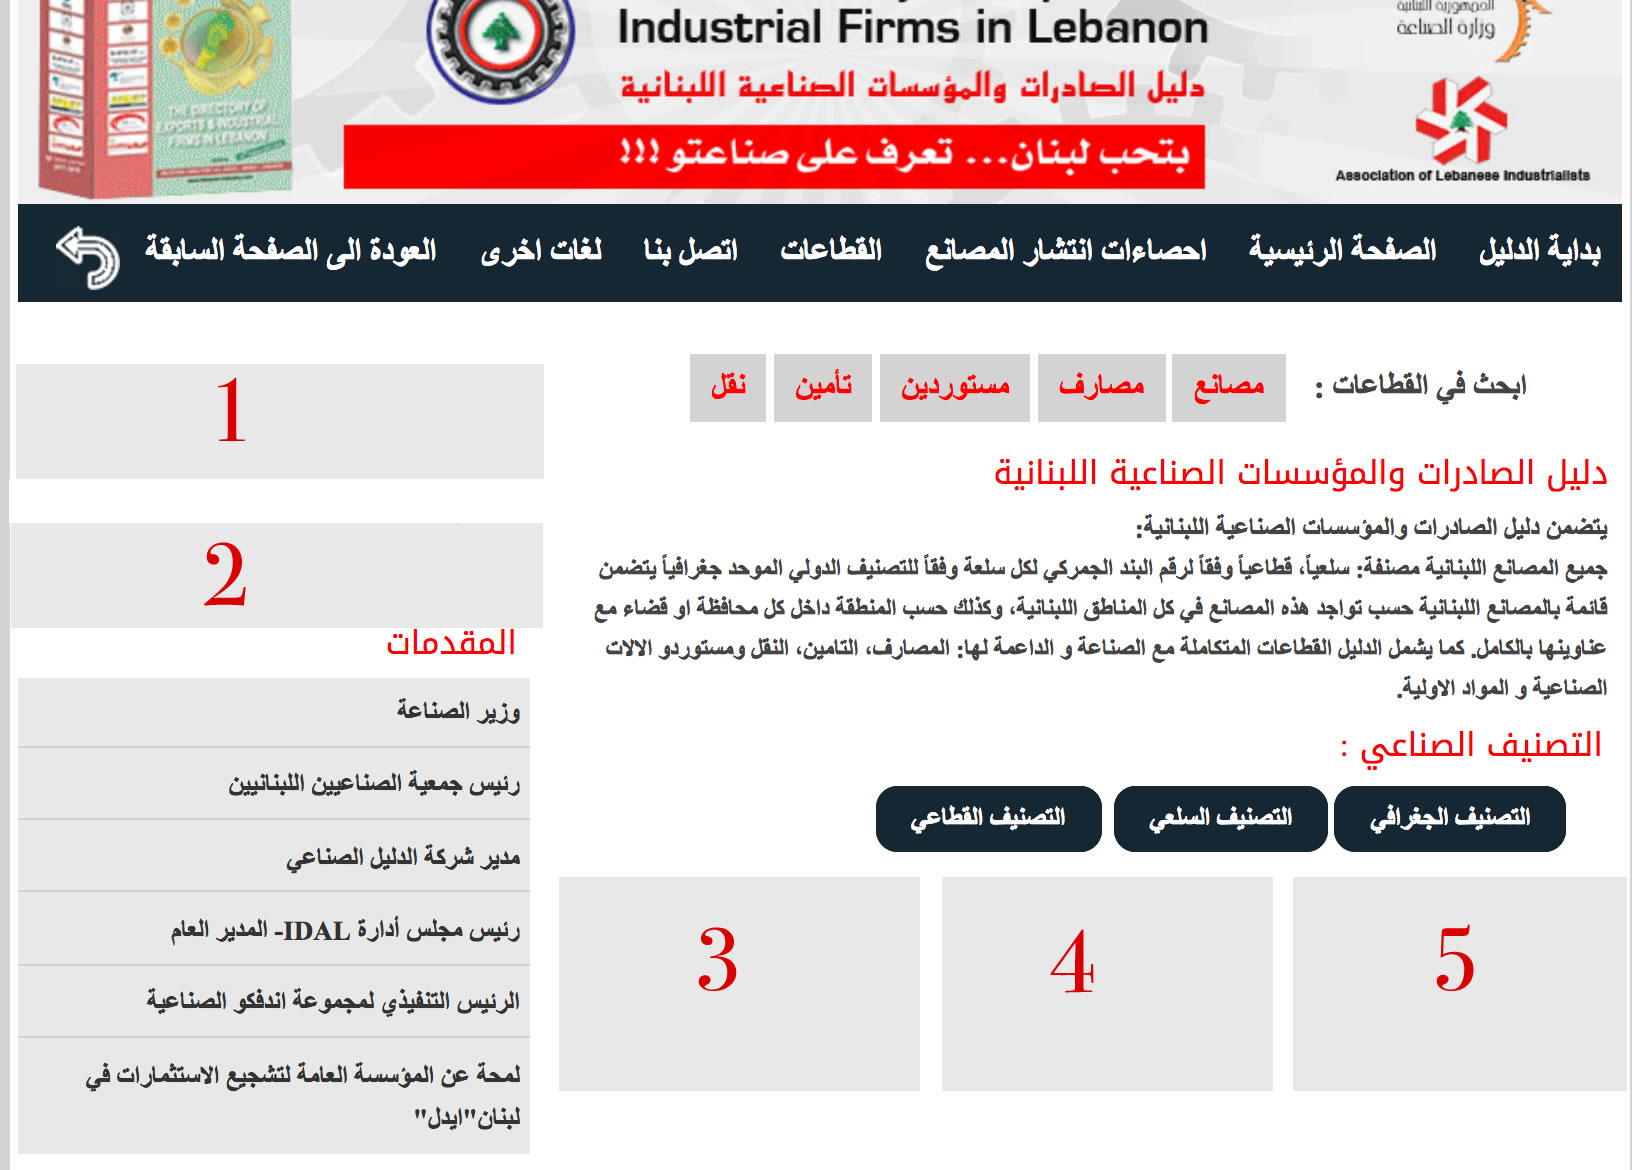 Industrial Firms in Lebanon
دليل الصادرات والمؤسسات الصناعية اللبنانية
بتحب لبنان... تعرف على صناعتو !!!
THE DIRECTORY OF
EXPORTS & INDUSTRIAL
FIRMS IN LEBANON
الجمهورية اللبنانية
وزارة الصناعة
Association of Lebanese Industrialists
بداية الدليل الصفحة الرئيسية احصاءات انتشار المصانع القطاعات اتصل بنا لغات اخرى العودة الى الصفحة السابقة
ابحث في القطاعات : مصانع مصارف مستوردين تأمين نقل
دليل الصادرات والمؤسسات الصناعية اللبنانية
يتضمن دليل الصادرات والمؤسسات الصناعية اللبنانية:
جميع المصانع اللبنانية مصنفة: سلعياً، قطاعياً وفقاً لرقم البند الجمركي لكل سلعة وفقاً للتصنيف الدولي الموحد جغرافياً يتضمن
قائمة بالمصانع اللبنانية حسب تواجد هذه المصانع في كل المناطق اللبنانية، وكذلك حسب المنطقة داخل كل محافظة او قضاء مع
عناوينها بالكامل. كما يشمل الدليل القطاعات المتكاملة مع الصناعة و الداعمة لها: المصارف، التامين، النقل ومستوردو الالات
الصناعية و المواد الاولية.
التصنيف الصناعي :
التصنيف الجغرافي التصنيف السلعي التصنيف القطاعي
5 4 3
1
2
المقدمات
وزير الصناعة
رئيس جمعية الصناعيين اللبنانيين
مدير شركة الدليل الصناعي
رئيس مجلس أدارة IDAL- المدير العام
الرئيس التنفيذي لمجموعة اندفكو الصناعية
لمحة عن المؤسسة العامة لتشجيع الاستثمارات في
لبنان"ايدل"